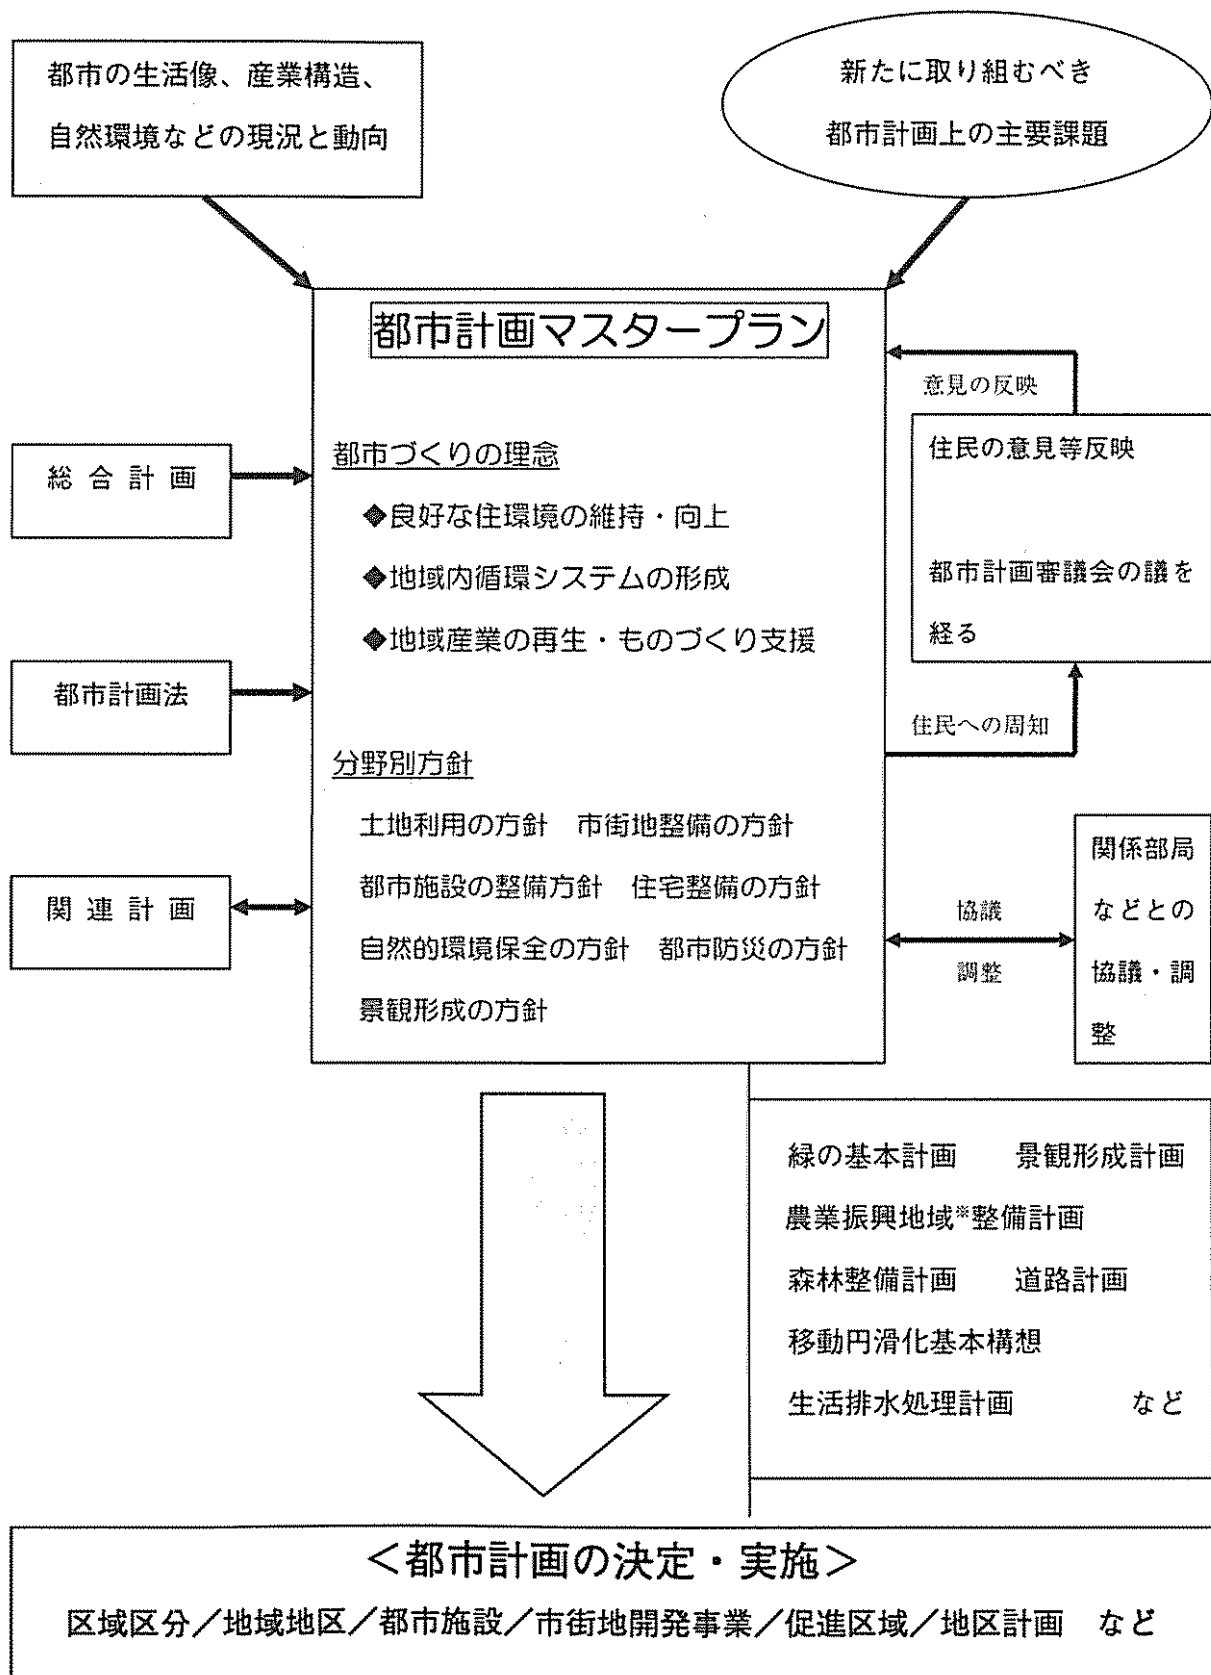 都市の生活像、産業構造、
自然環境などの現況と動向
新たに取り組むべき
都市計画上の主要課題
都市計画マスタープラン
意見の反映
都市づくりの理念
◆良好な住環境の維持・向上
◆地域内循環システムの形成
◆地域産業の再生・ものづくり支援
総合計画
都市計画法
関連計画
住民の意見等反映
都市計画審議会の議を
経る
住民への周知
分野別方針
土地利用の方針　市街地整備の方針
都市施設の整備方針　住宅整備の方針
自然的環境保全の方針　都市防災の方針
景観形成の方針
協議
調整
関係部局
などとの
協議・調
整
緑の基本計画　景観形成計画
農業振興地域※整備計画
森林整備計画　道路計画
移動円滑化基本構想
生活排水処理計画　など
＜都市計画の決定・実施＞
区域区分／地域地区／都市施設／市街地開発事業／促進区域／地区計画　など